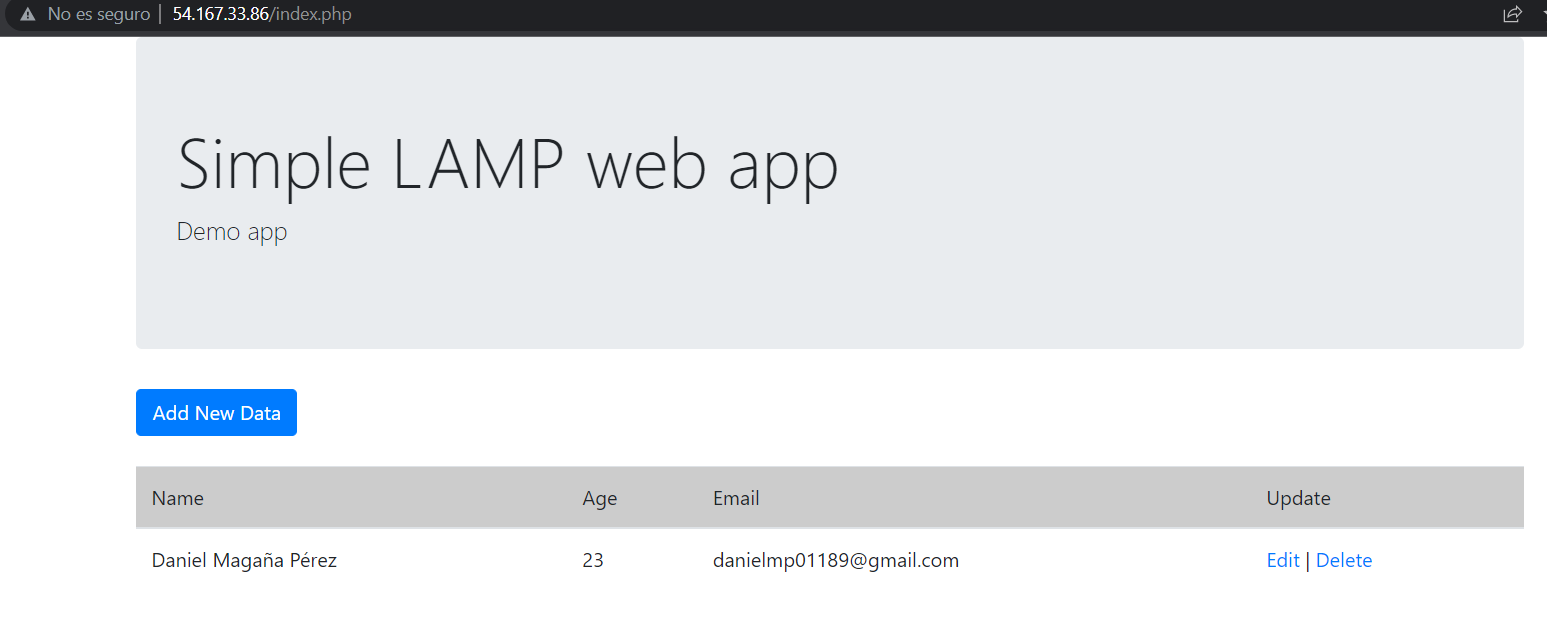 No es seguro | 54.167.33.86/index.php
Simple LAMP web app
Demo app
Add New Data
Name Age Email Update
Daniel Magaña Pérez 23 danielmp01189@gmail.com Edit | Delete